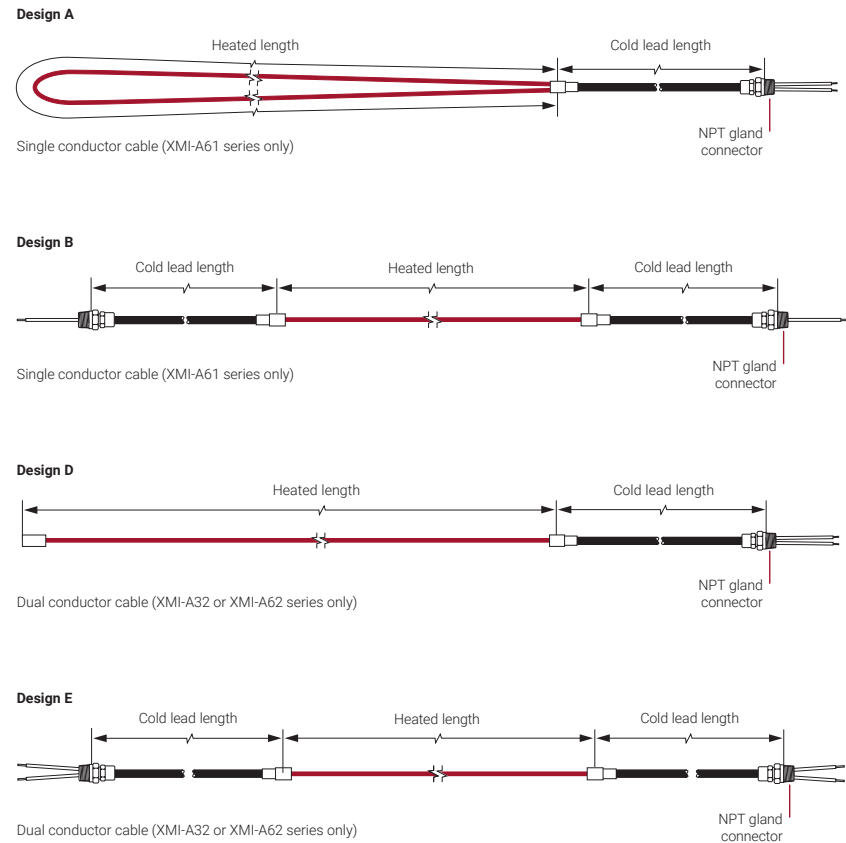 Design A
Heated length
Cold lead length
NPT gland
connector
Single conductor cable (XMI-A61 series only)
Design B
Cold lead length
Heated length
Cold lead length
NPT gland
connector
Single conductor cable (XMI-A61 series only)
Design D
Heated length
Cold lead length
NPT gland
connector
Dual conductor cable (XMI-A32 or XMI-A62 series only)
Design E
Cold lead length
Heated length
Cold lead length
NPT gland
connector
Dual conductor cable (XMI-A32 or XMI-A62 series only)